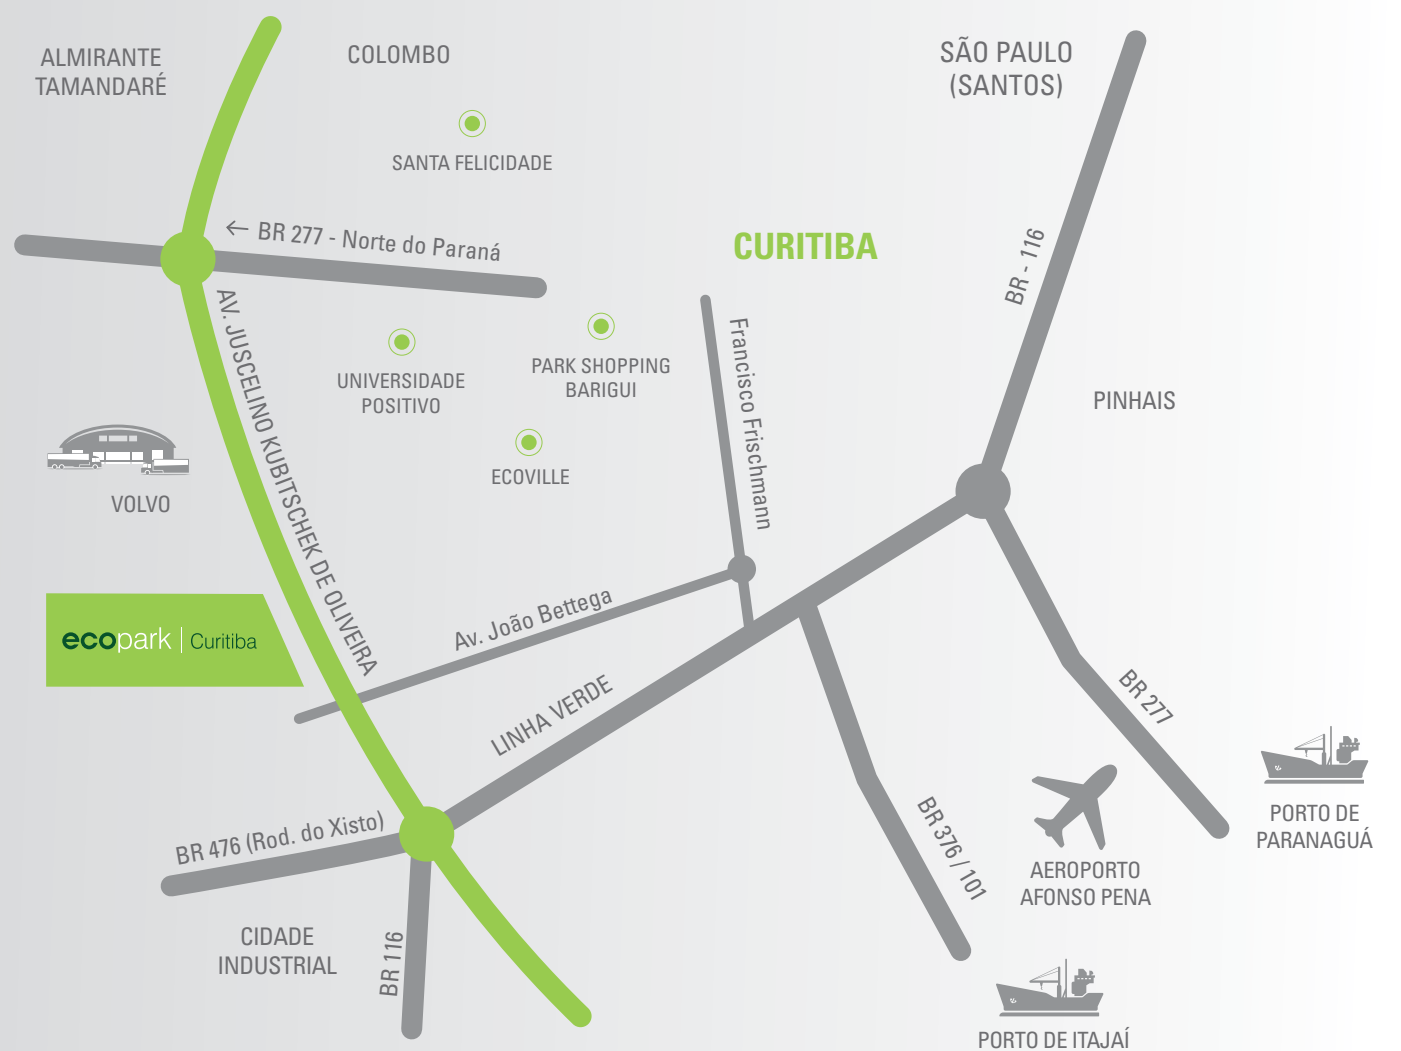 ALMIRANTE
TAMANDARÉ
COLOMBO
SÃO PAULO
(SANTOS)
SANTA FELICIDADE
← BR 277 - Norte do Paraná
CURITIBA
BR - 116
AV. JUSCELINO KUBITSCHEK DE OLIVEIRA
UNIVERSIDADE
POSITIVO
PARK SHOPPING
BARIGUI
Francisco Frischmann
PINHAIS
ECOVILLE
VOLVO
ecopark | Curitiba
Av. João Bettega
LINHA VERDE
BR 277
BR 476 (Rod. do Xisto)
BR 376 / 101
PORTO DE
PARANAGUÁ
AEROPORTO
AFONSO PENA
CIDADE
INDUSTRIAL
BR 116
PORTO DE ITAJAÍ